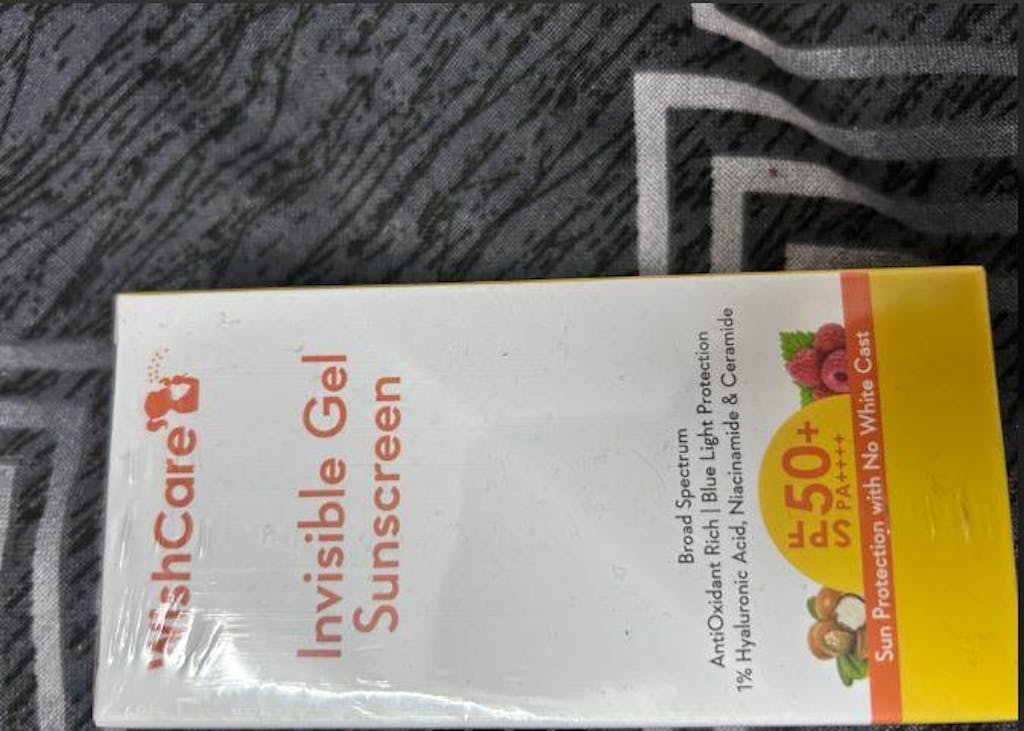 WishCare
Invisible Gel
Sunscreen
Broad Spectrum
AntiOxidant Rich | Blue Light Protection
1% Hyaluronic Acid, Niacinamide & Ceramide
SPF
50+
PA++++
Sun Protection with No White Cast